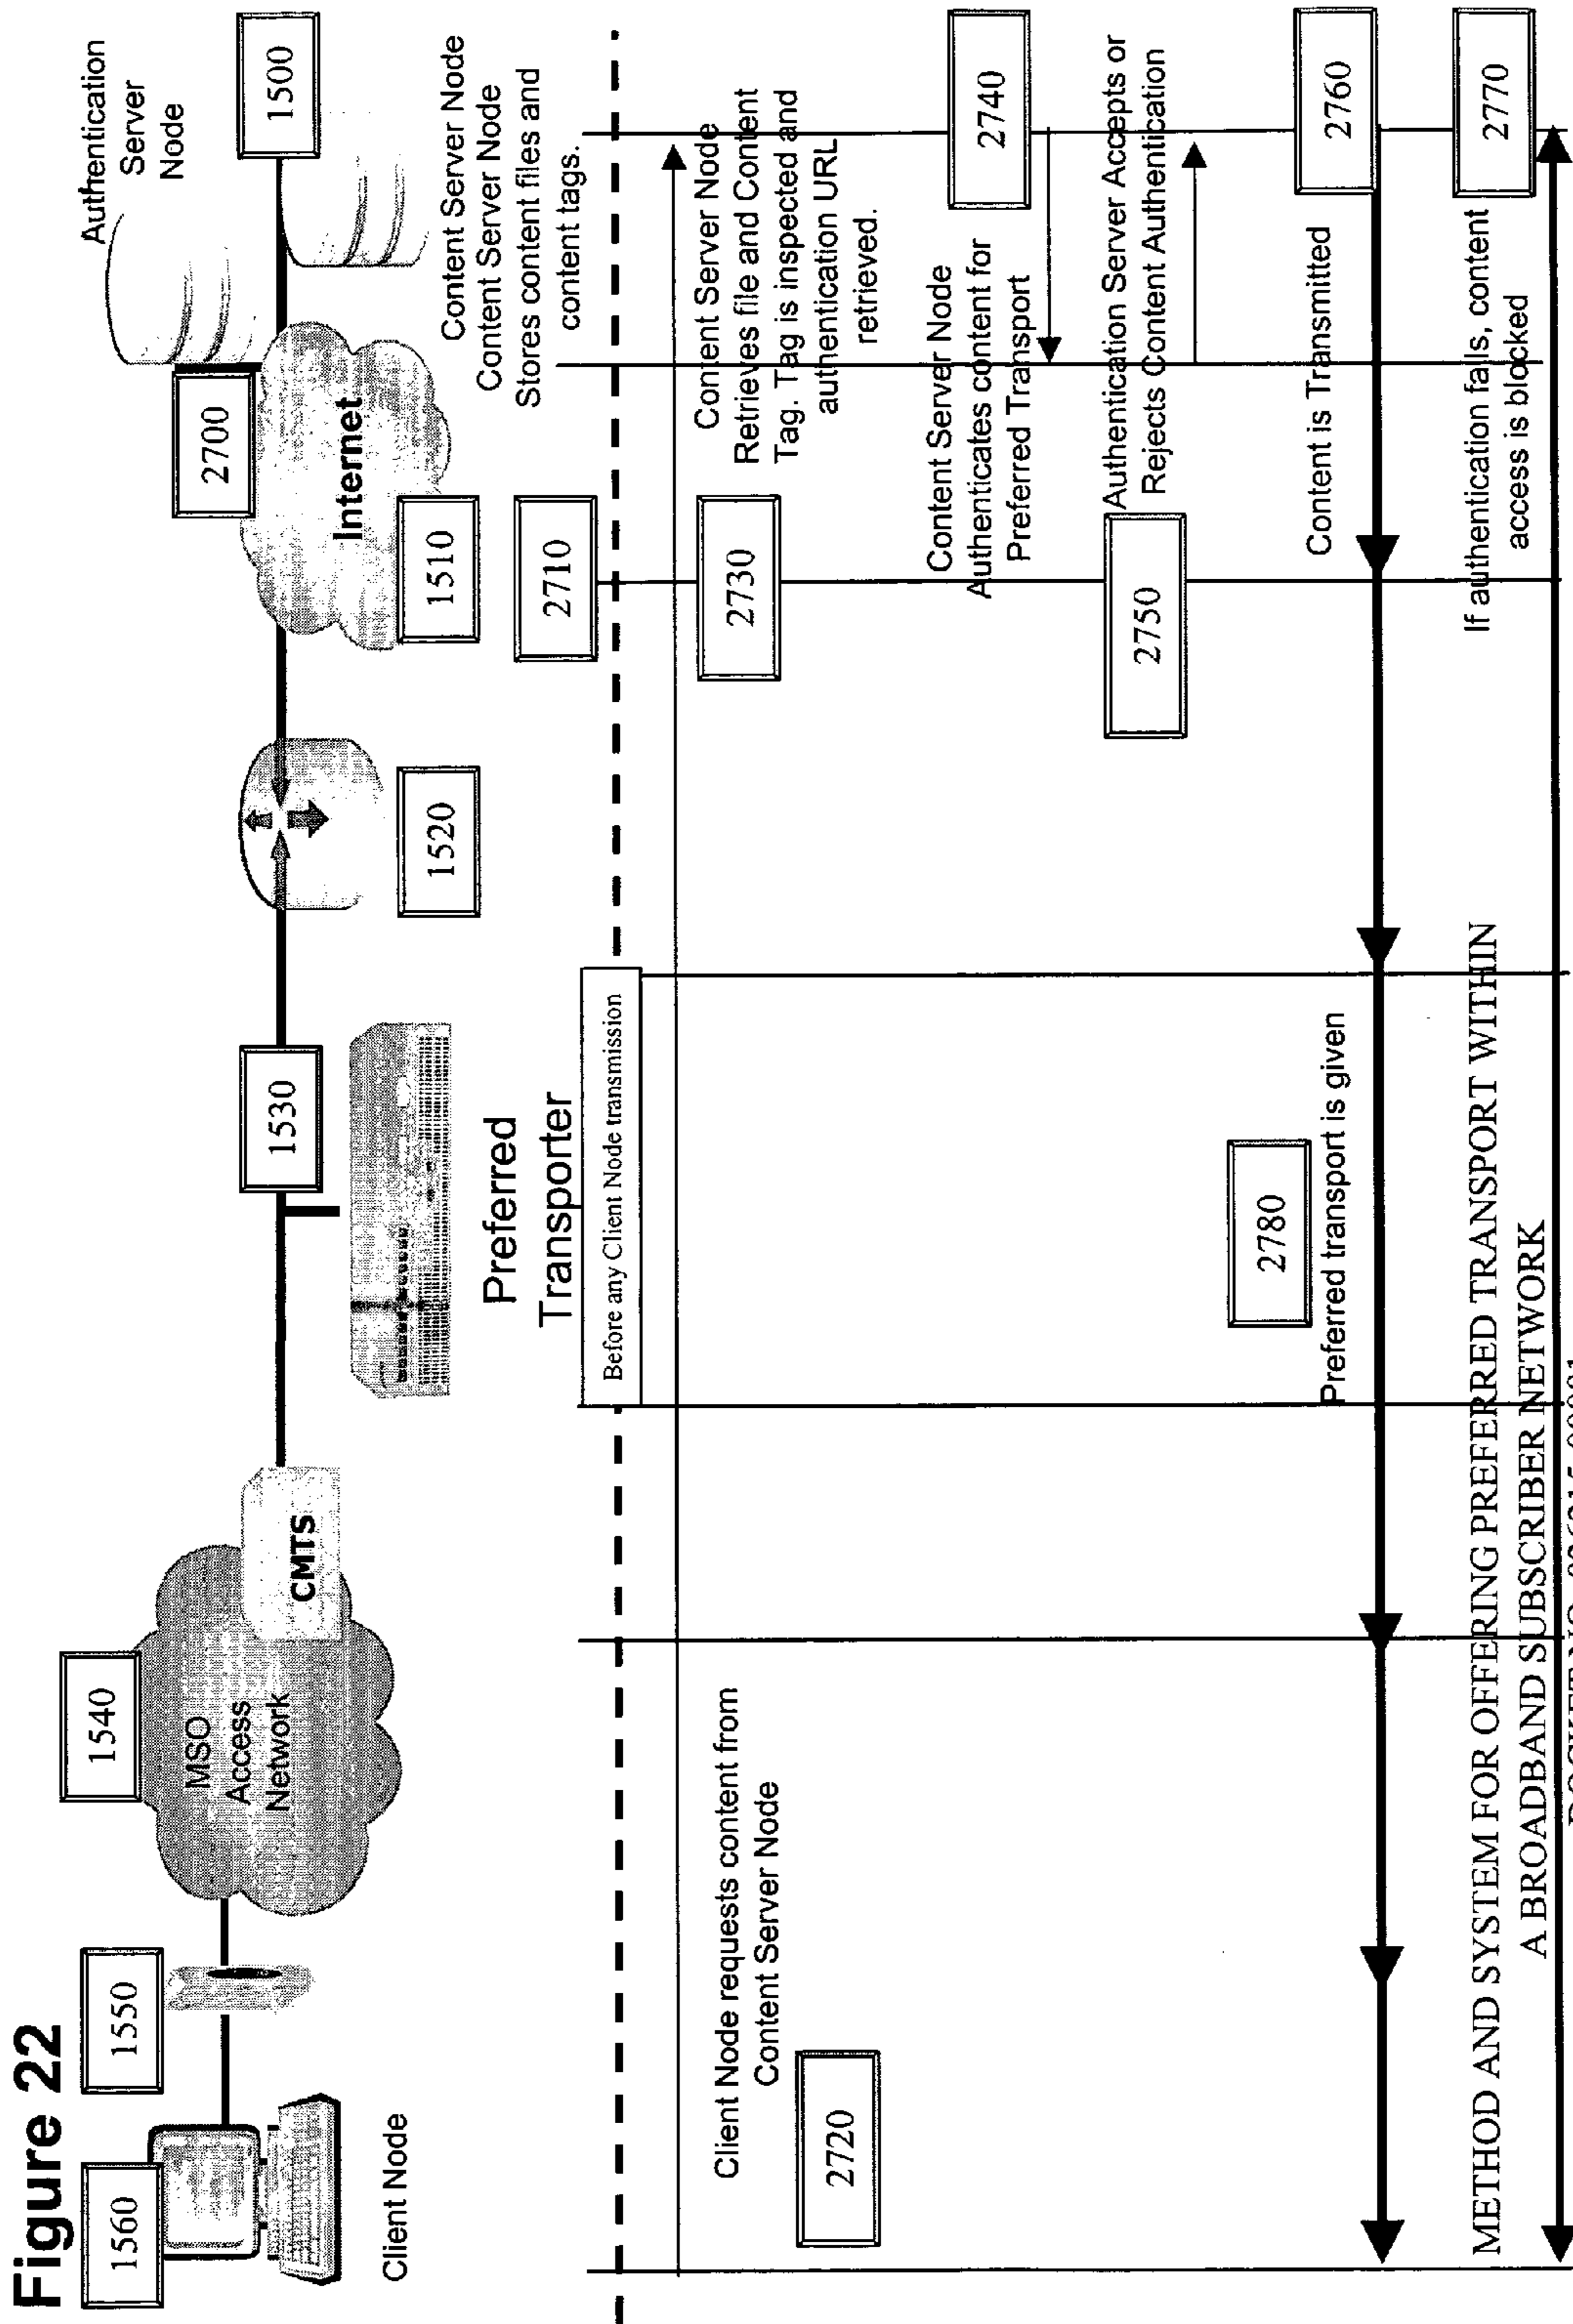 Figure 22
1560
1550
1540
1530
1520
1510
2700
1500
Authentication
Server
Node
Internet
MSO
Access
Network
CMTS
Client Node
Preferred
Transporter
Content Server Node
Content Server Node
Stores content files and
content tags.
2710
Before any Client Node transmission
Client Node requests content from
Content Server Node
2720
2730
Content Server Node
Retrieves file and Content
Tag. Tag is inspected and
authentication URL
retrieved.
2740
Content Server Node
Authenticates content for
Preferred Transport
2750
Authentication Server Accepts or
Rejects Content Authentication
2760
Content is Transmitted
2780
Preferred transport is given
2770
If authentication fails, content
access is blocked
METHOD AND SYSTEM FOR OFFERING PREFERRED TRANSPORT WITHIN
A BROADBAND SUBSCRIBER NETWORK